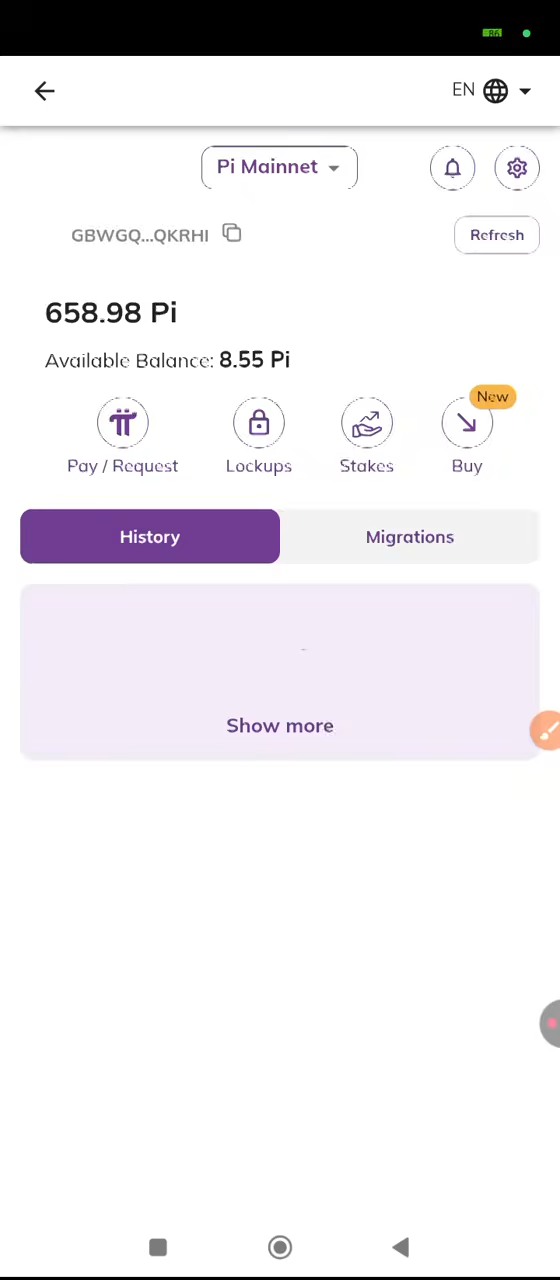 86
EN
Pi Mainnet
GBWGQ...QKRHI
Refresh
658.98 Pi
Available Balance: 8.55 Pi
New
Pay / Request
Lockups
Stakes
Buy
History
Migrations
Show more